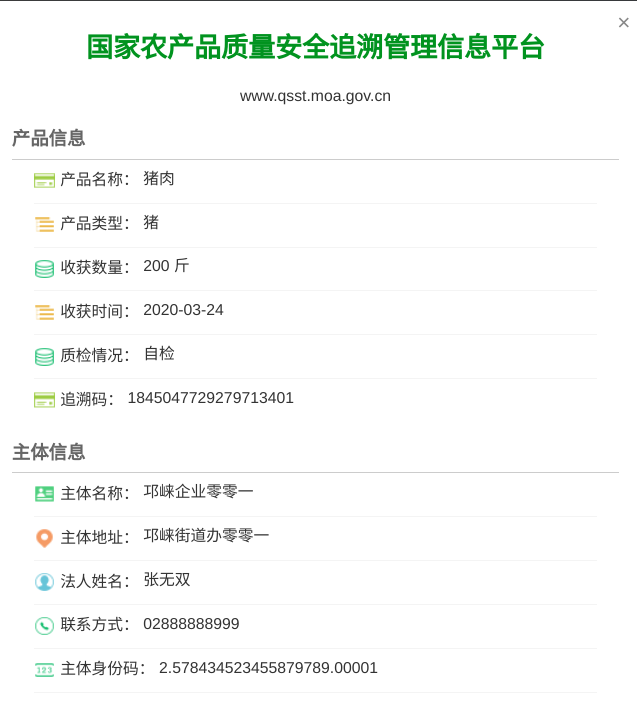 ×
国家农产品质量安全追溯管理信息平台
www.qsst.moa.gov.cn
产品信息
产品名称： 猪肉
产品类型： 猪
收获数量： 200 斤
收获时间： 2020-03-24
质检情况： 自检
追溯码： 1845047729279713401
主体信息
主体名称： 邛崃企业零零一
主体地址： 邛崃街道办零零一
法人姓名： 张无双
联系方式： 02888888999
123 主体身份码： 2.578434523455879789.00001